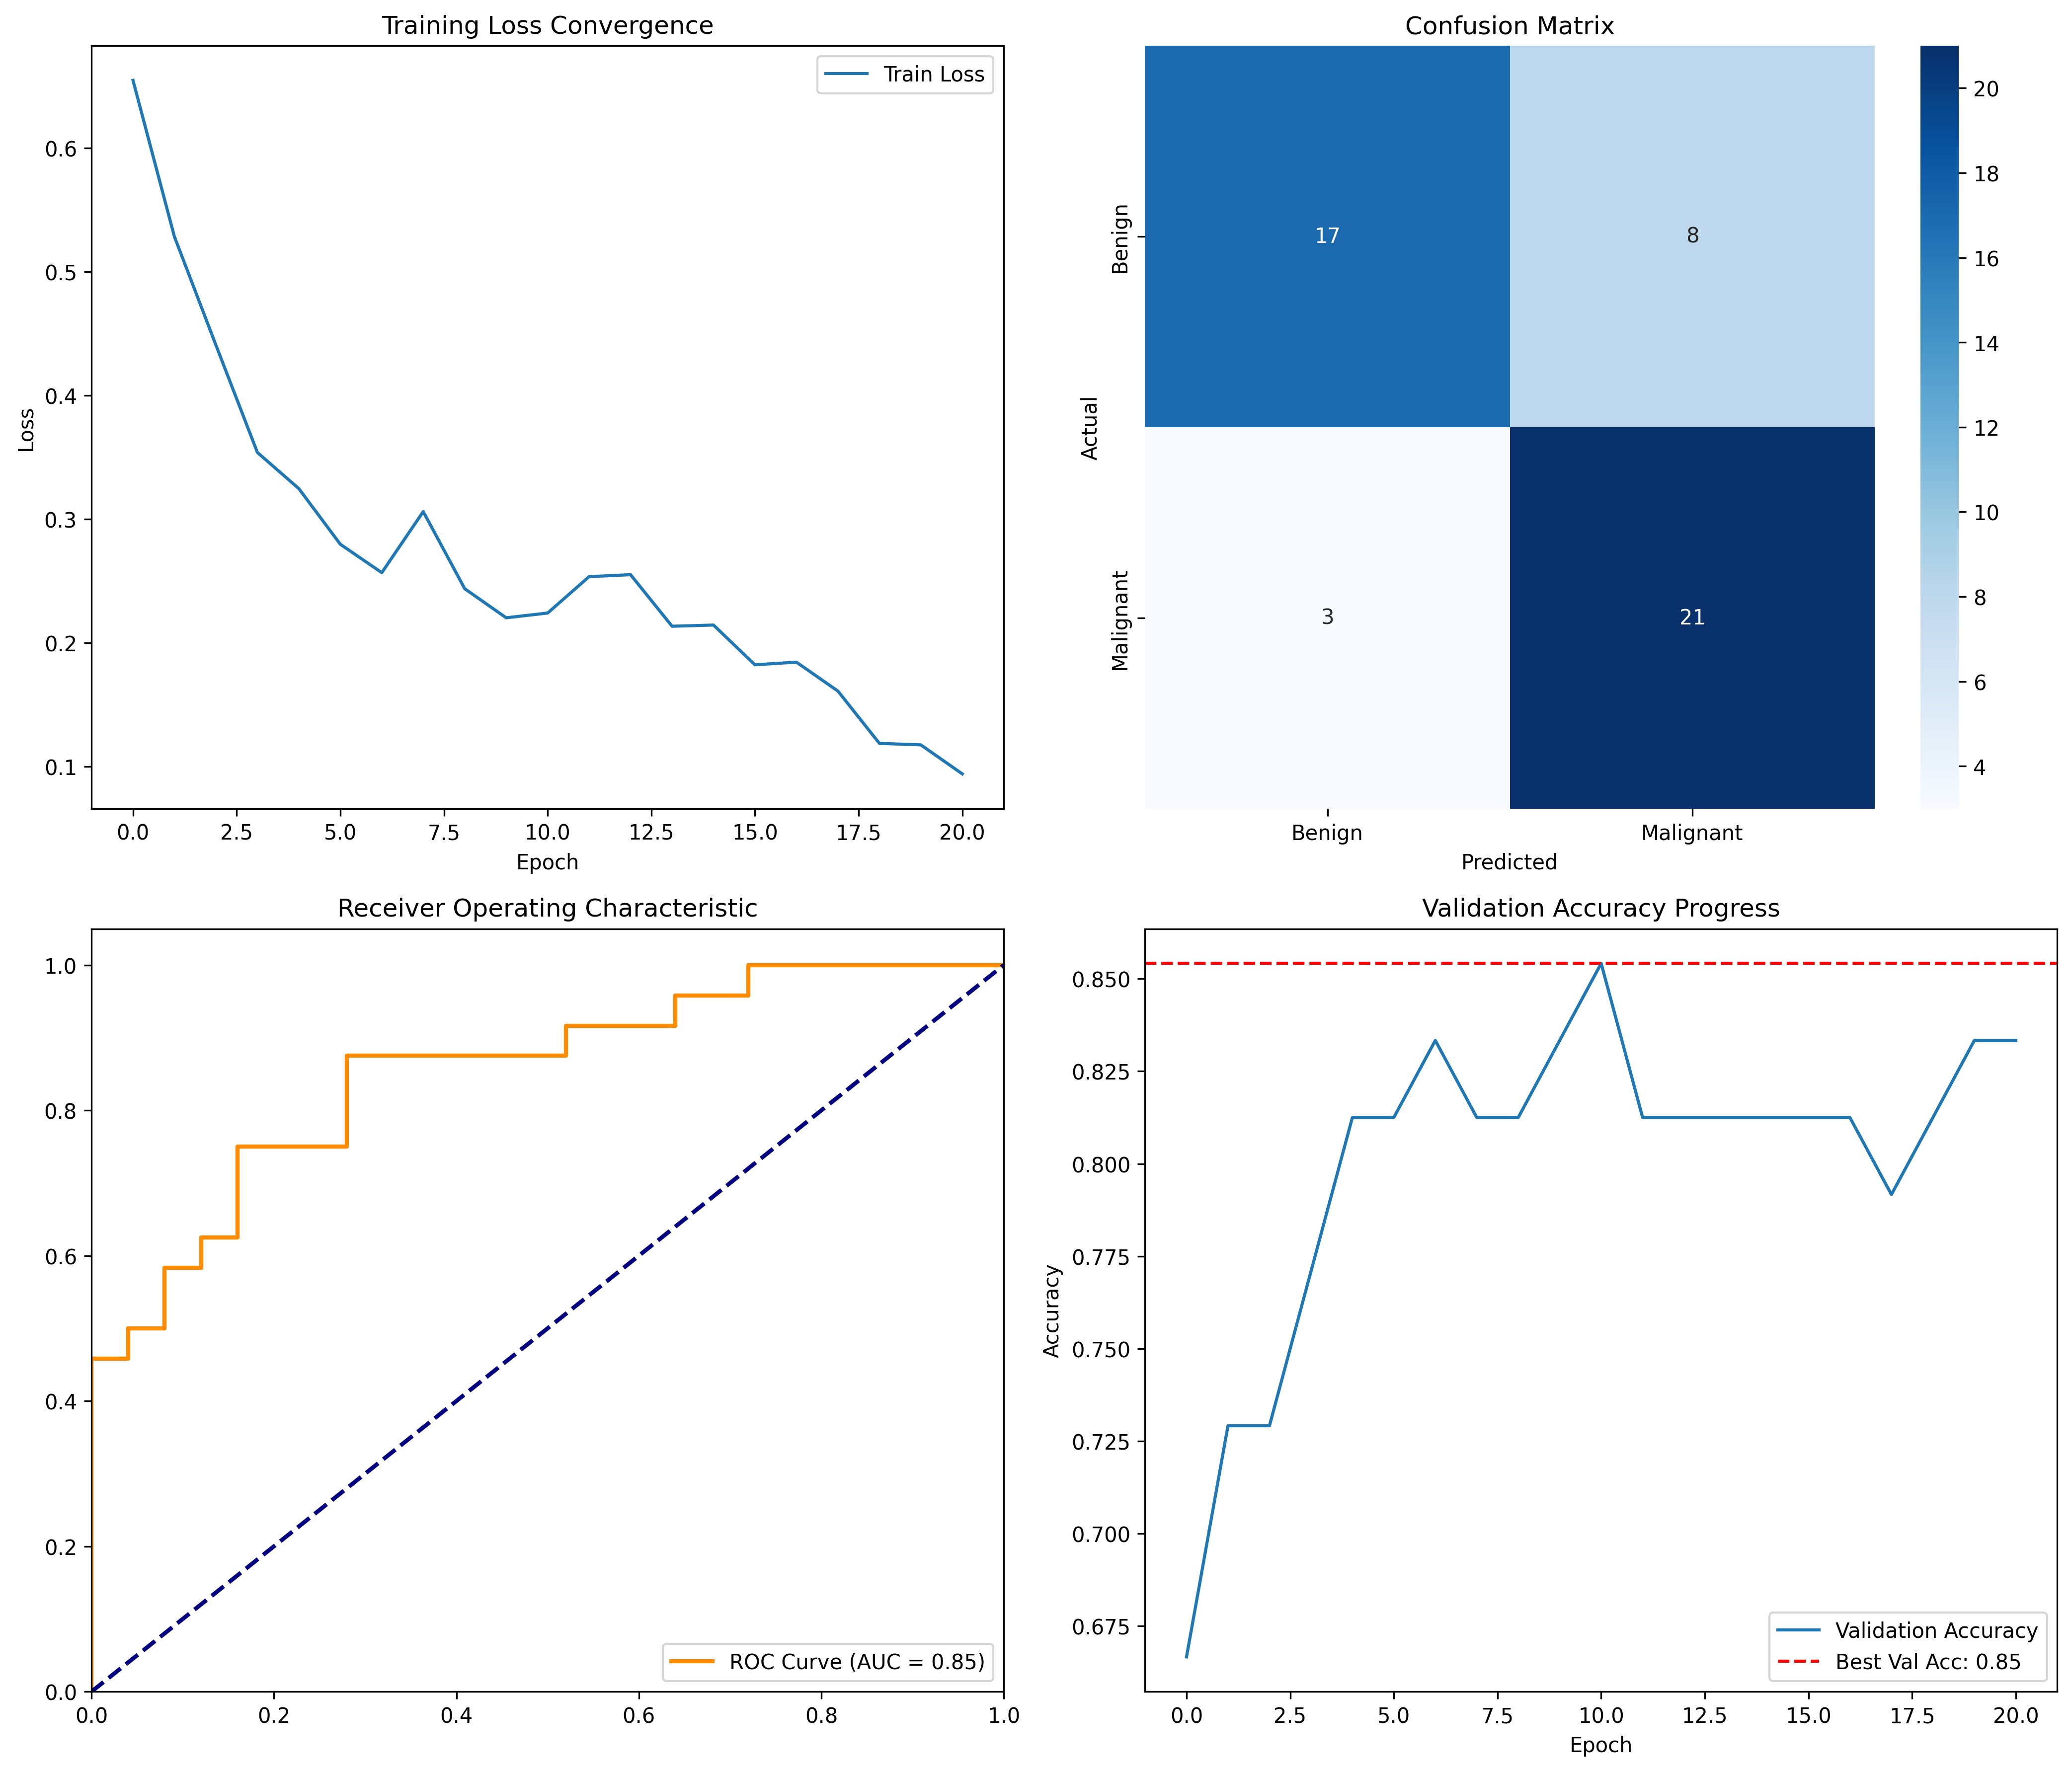 Training Loss Convergence
Train Loss
0.6
0.5
0.4
0.3
0.2
0.1
Loss
0.0 2.5 5.0 7.5 10.0 12.5 15.0 17.5 20.0
Epoch
Confusion Matrix
Benign
Malignant
Actual
17 8
3 21
Benign Malignant
Predicted
20
18
16
14
12
10
8
6
4
Receiver Operating Characteristic
1.0
0.8
0.6
0.4
0.2
0.0
0.0 0.2 0.4 0.6 0.8 1.0
ROC Curve (AUC = 0.85)
Validation Accuracy Progress
0.850
0.825
0.800
0.775
0.750
0.725
0.700
0.675
Accuracy
Validation Accuracy
Best Val Acc: 0.85
0.0 2.5 5.0 7.5 10.0 12.5 15.0 17.5 20.0
Epoch